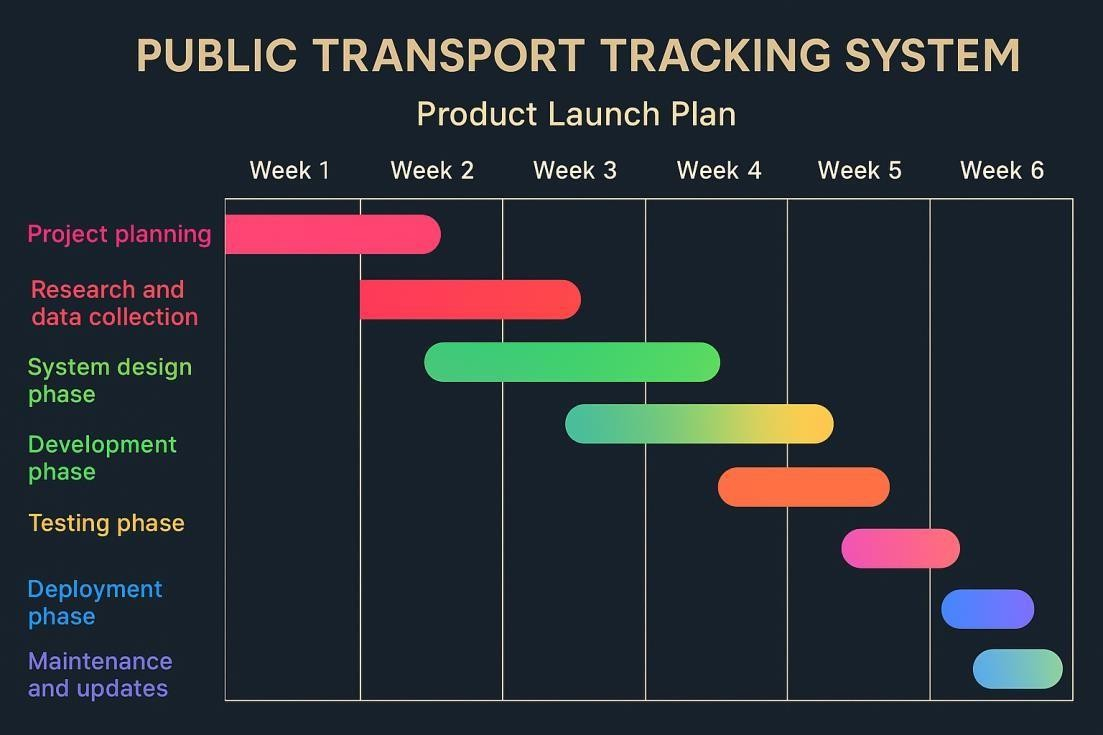 PUBLIC TRANSPORT TRACKING SYSTEM
Product Launch Plan
Week 1 Week 2 Week 3 Week 4 Week 5 Week 6
Project planning
Research and
data collection
System design
phase
Development
phase
Testing phase
Deployment
phase
Maintenance
and updates